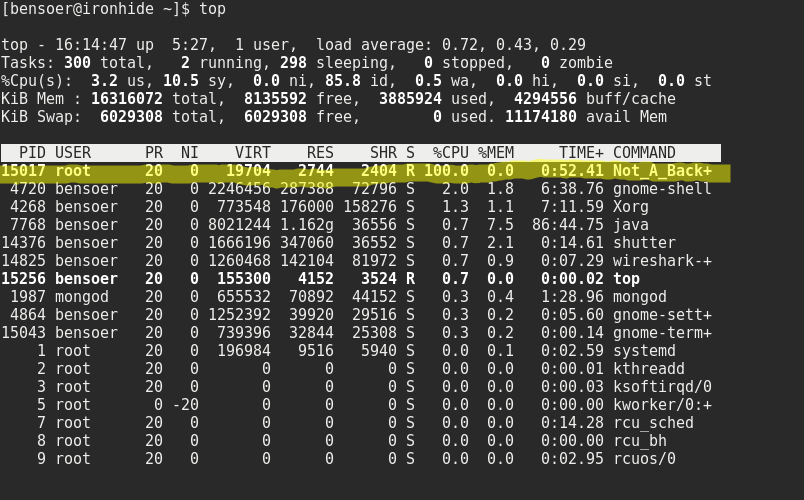 [bensoer@ironhide ~]$ top
top - 16:14:47 up  5:27,  1 user,  load average: 0.72, 0.43, 0.29
Tasks: 300 total,   2 running, 298 sleeping,   0 stopped,   0 zombie
%Cpu(s):  3.2 us, 10.5 sy,  0.0 ni, 85.8 id,  0.5 wa,  0.0 hi,  0.0 si,  0.0 st
KiB Mem : 16316072 total,  8135592 free,  3885924 used,  4294556 buff/cache
KiB Swap:  6029308 total,  6029308 free,        0 used. 11174180 avail Mem
  PID USER      PR  NI    VIRT    RES    SHR S  %CPU %MEM     TIME+ COMMAND
15017 root      20   0   19704   2744   2404 R 100.0  0.0   0:52.41 Not_A_Back+
 4720 bensoer   20   0 2246456 287388  72796 S   2.0  1.8   6:38.76 gnome-shell
 4268 bensoer   20   0  773548 176000 158276 S   1.3  1.1   7:11.59 Xorg
 7768 bensoer   20   0 8021244 1.162g  36556 S   0.7  7.5  86:44.75 java
14376 bensoer   20   0 1666196 347060  36552 S   0.7  2.1   0:14.61 shutter
14825 bensoer   20   0 1260468 142104  81972 S   0.7  0.9   0:07.29 wireshark-+
15256 bensoer   20   0  155300   4152   3524 R   0.7  0.0   0:00.02 top
 1987 mongod    20   0  655532  70892  44152 S   0.3  0.4   1:28.96 mongod
 4864 bensoer   20   0 1252392  39920  29516 S   0.3  0.2   0:05.60 gnome-sett+
15043 bensoer   20   0  739396  32844  25308 S   0.3  0.2   0:00.14 gnome-term+
    1 root      20   0  196984   9516   5940 S   0.0  0.1   0:02.59 systemd
    2 root      20   0       0      0      0 S   0.0  0.0   0:00.01 kthreadd
    3 root      20   0       0      0      0 S   0.0  0.0   0:00.03 ksoftirqd/0
    5 root       0 -20       0      0      0 S   0.0  0.0   0:00.00 kworker/0:+
    7 root      20   0       0      0      0 S   0.0  0.0   0:14.28 rcu_sched
    8 root      20   0       0      0      0 S   0.0  0.0   0:00.00 rcu_bh
    9 root      20   0       0      0      0 S   0.0  0.0   0:02.95 rcuos/0